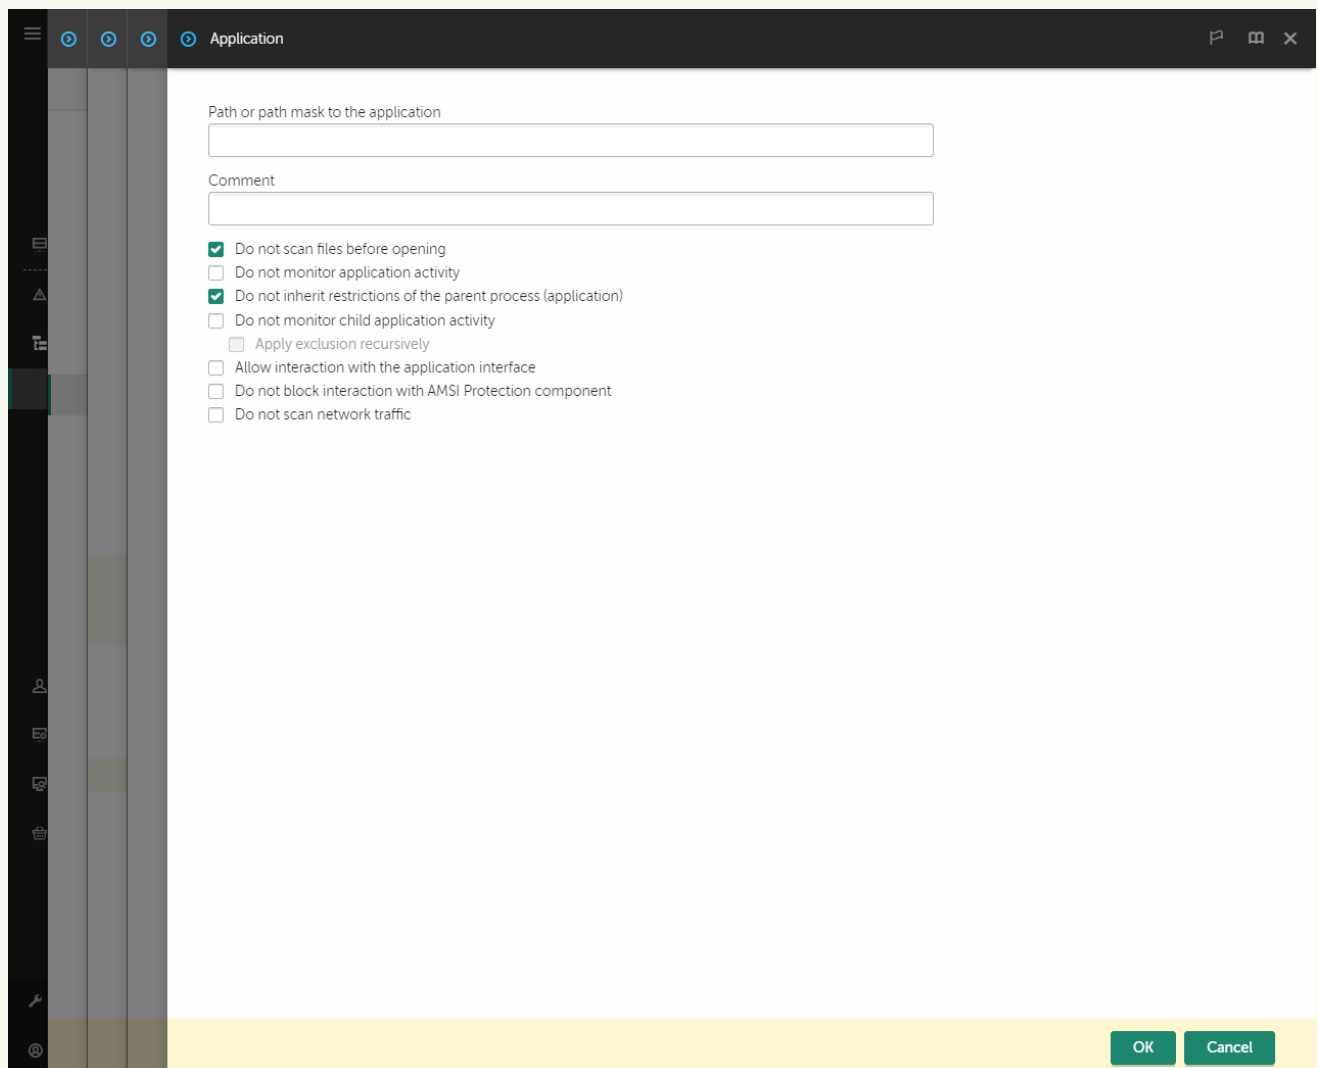 Application
Path or path mask to the application
Comment
Do not scan files before opening
Do not monitor application activity
Do not inherit restrictions of the parent process (application)
Do not monitor child application activity
Apply exclusion recursively
Allow interaction with the application interface
Do not block interaction with AMSI Protection component
Do not scan network traffic
OK Cancel